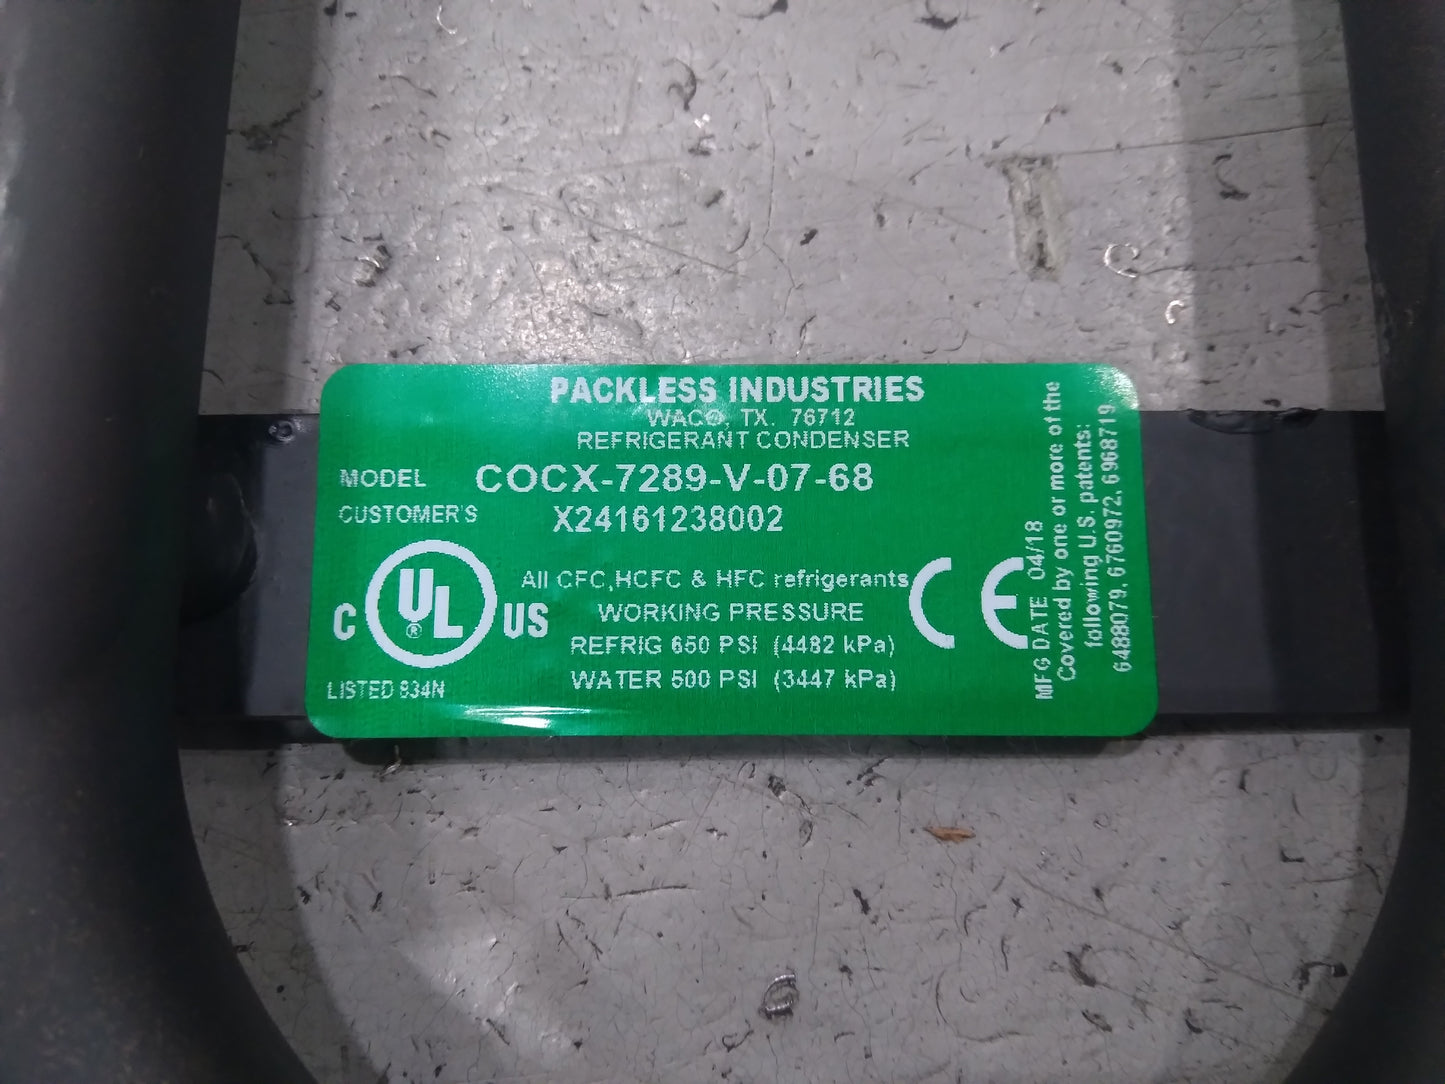 PACKLESS INDUSTRIES
WACO, TX. 76712
REFRIGERANT CONDENSER
MODEL COCX-7289-V-07-68
CUSTOMER'S X24161238002
C UL ® US
LISTED 834N
All CFC,HCFC & HFC refrigerants
WORKING PRESSURE
REFRIG 650 PSI (4482 kPa)
WATER 500 PSI (3447 kPa)
CE
MFG DATE 04/18
Covered by one or more of the
following U.S. patents:
6488079, 6760972, 6968719